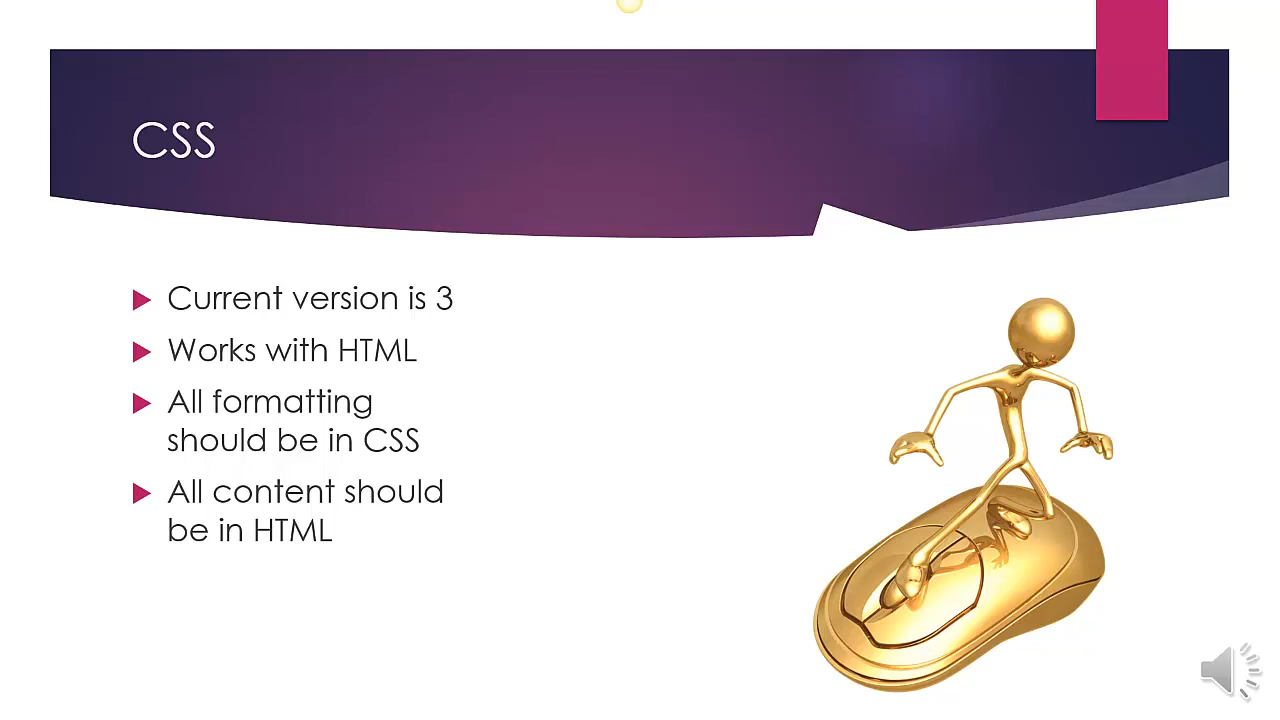 CSS
Current version is 3
Works with HTML
All formatting
should be in CSS
All content should
be in HTML